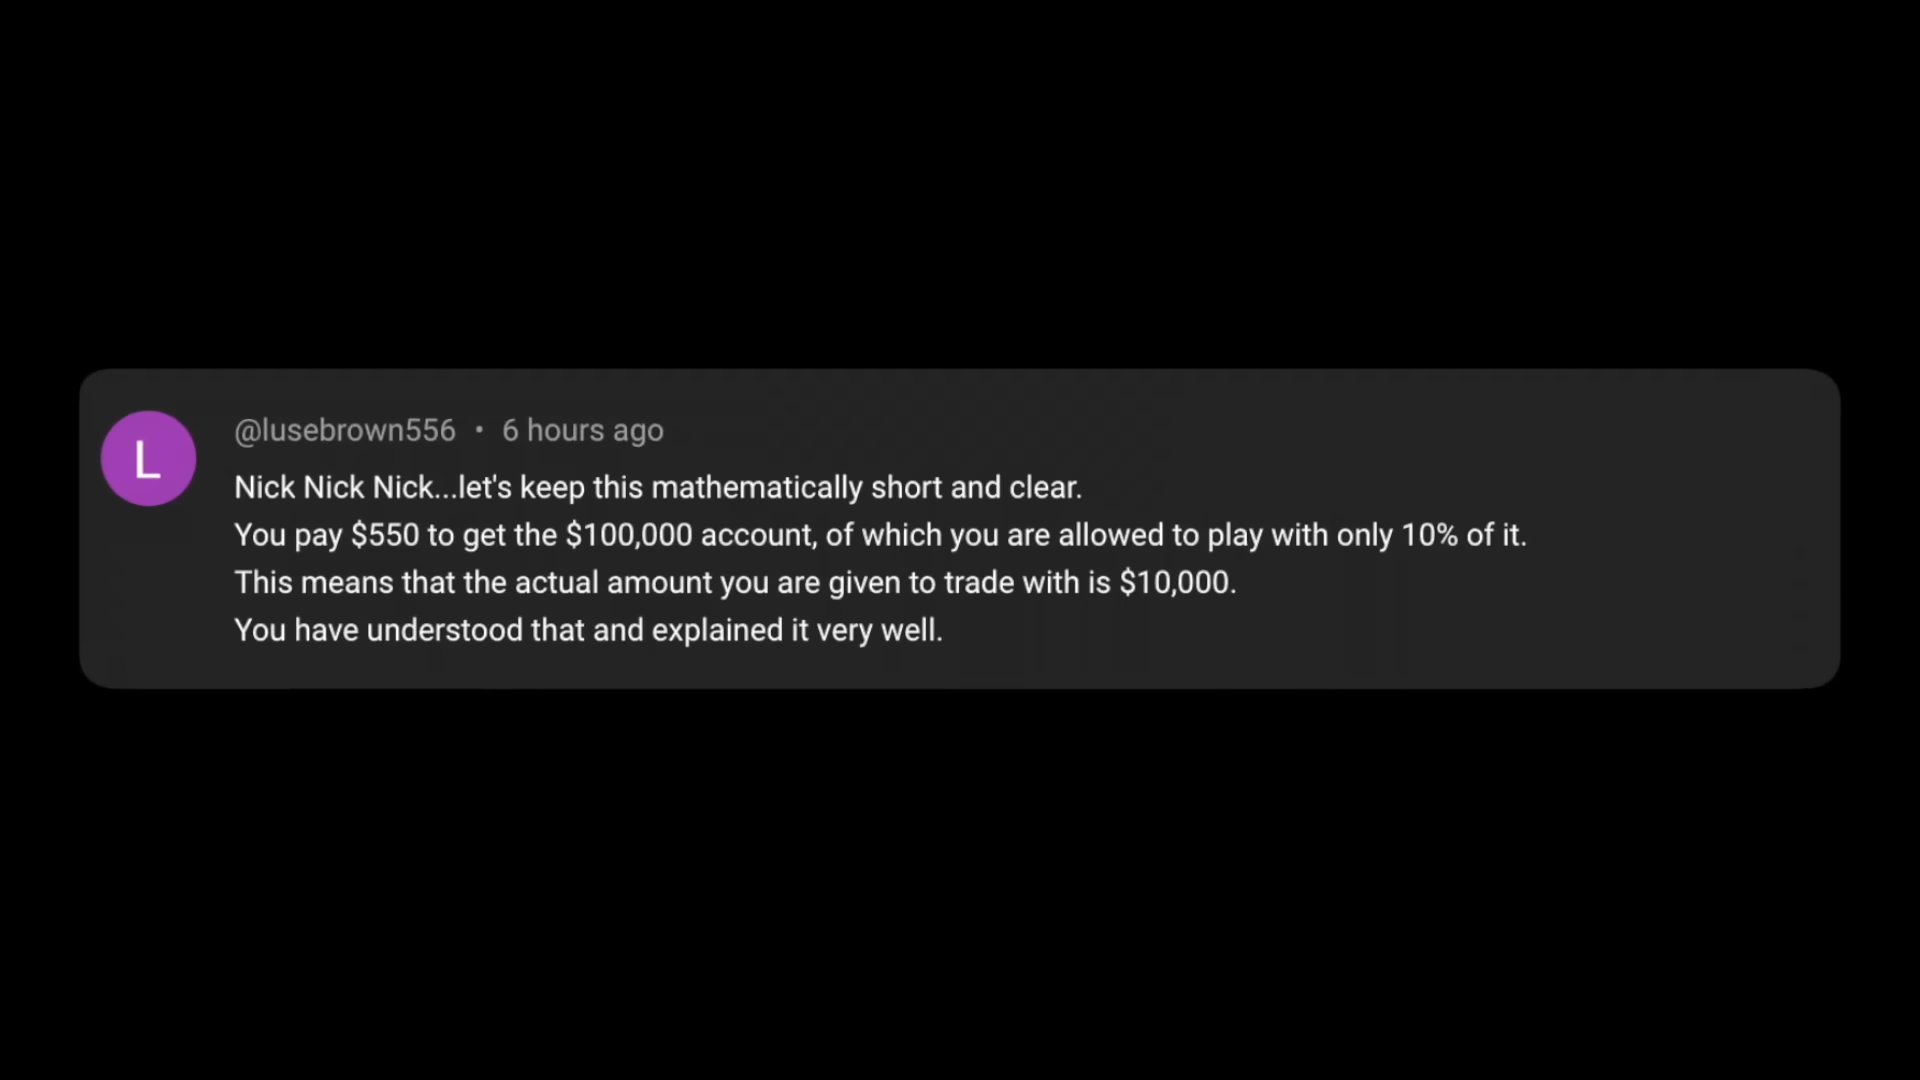 L
@lusebrown556 • 6 hours ago
Nick Nick Nick...let's keep this mathematically short and clear.
You pay $550 to get the $100,000 account, of which you are allowed to play with only 10% of it.
This means that the actual amount you are given to trade with is $10,000.
You have understood that and explained it very well.